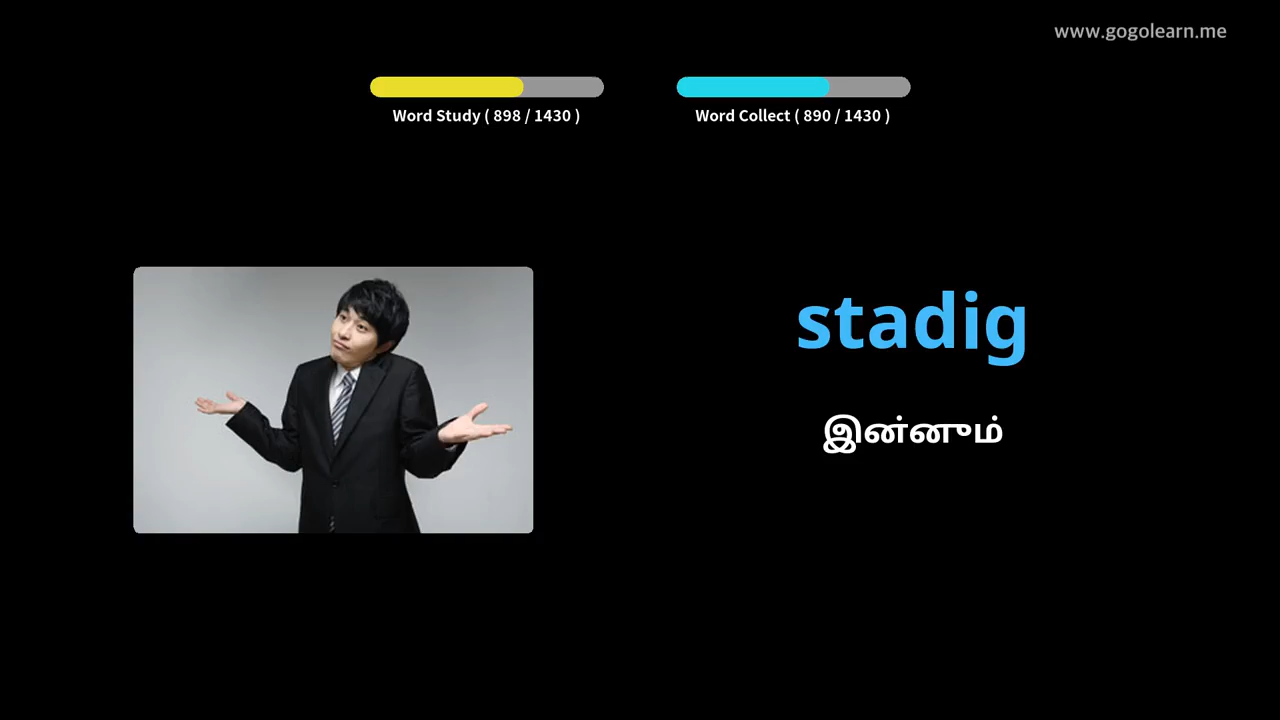 www.gogolearn.me
Word Study ( 898 / 1430 )
Word Collect ( 890 / 1430 )
stadig
இன்னும்